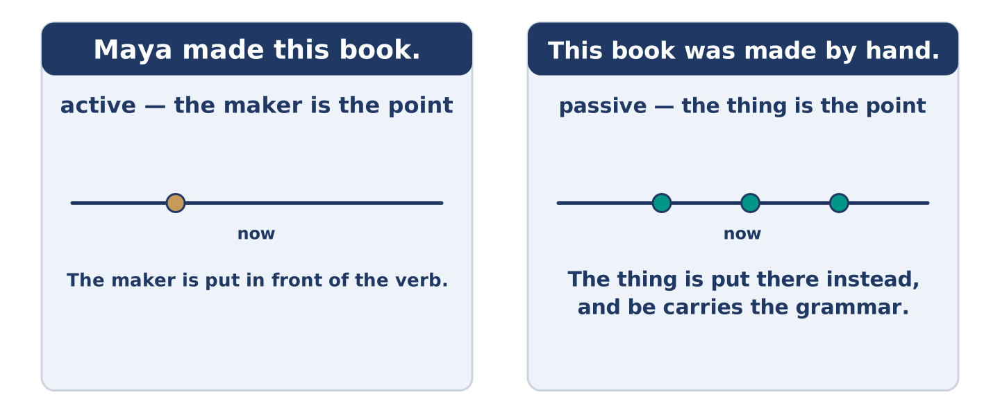 Maya made this book.
active — the maker is the point
now
The maker is put in front of the verb.
This book was made by hand.
passive — the thing is the point
now
The thing is put there instead,
and be carries the grammar.